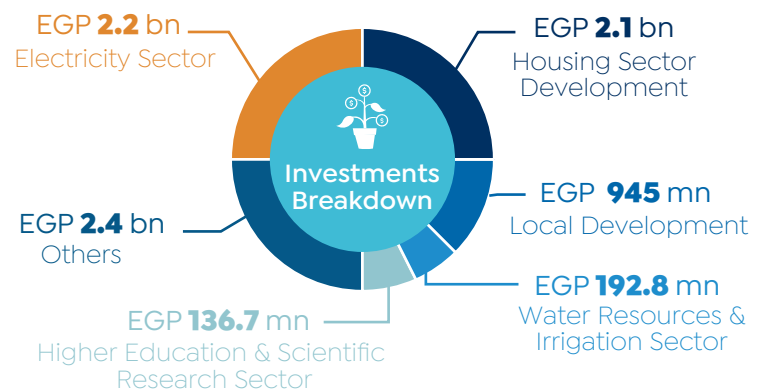 EGP 2.2 bn
Electricity Sector
EGP 2.1 bn
Housing Sector
Development
Investments
Breakdown
EGP 945 mn
Local Development
EGP 2.4 bn
Others
EGP 192.8 mn
Water Resources &
Irrigation Sector
EGP 136.7 mn
Higher Education & Scientific
Research Sector